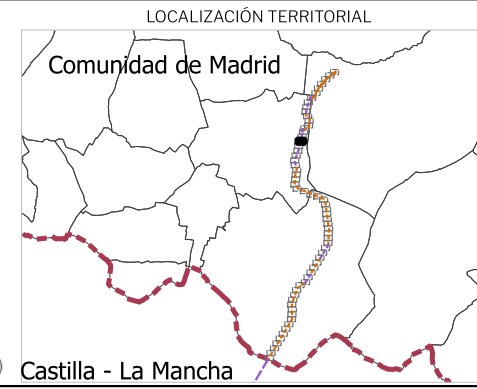 LOCALIZACIÓN TERRITORIAL
Comunidad de Madrid
Castilla - La Mancha